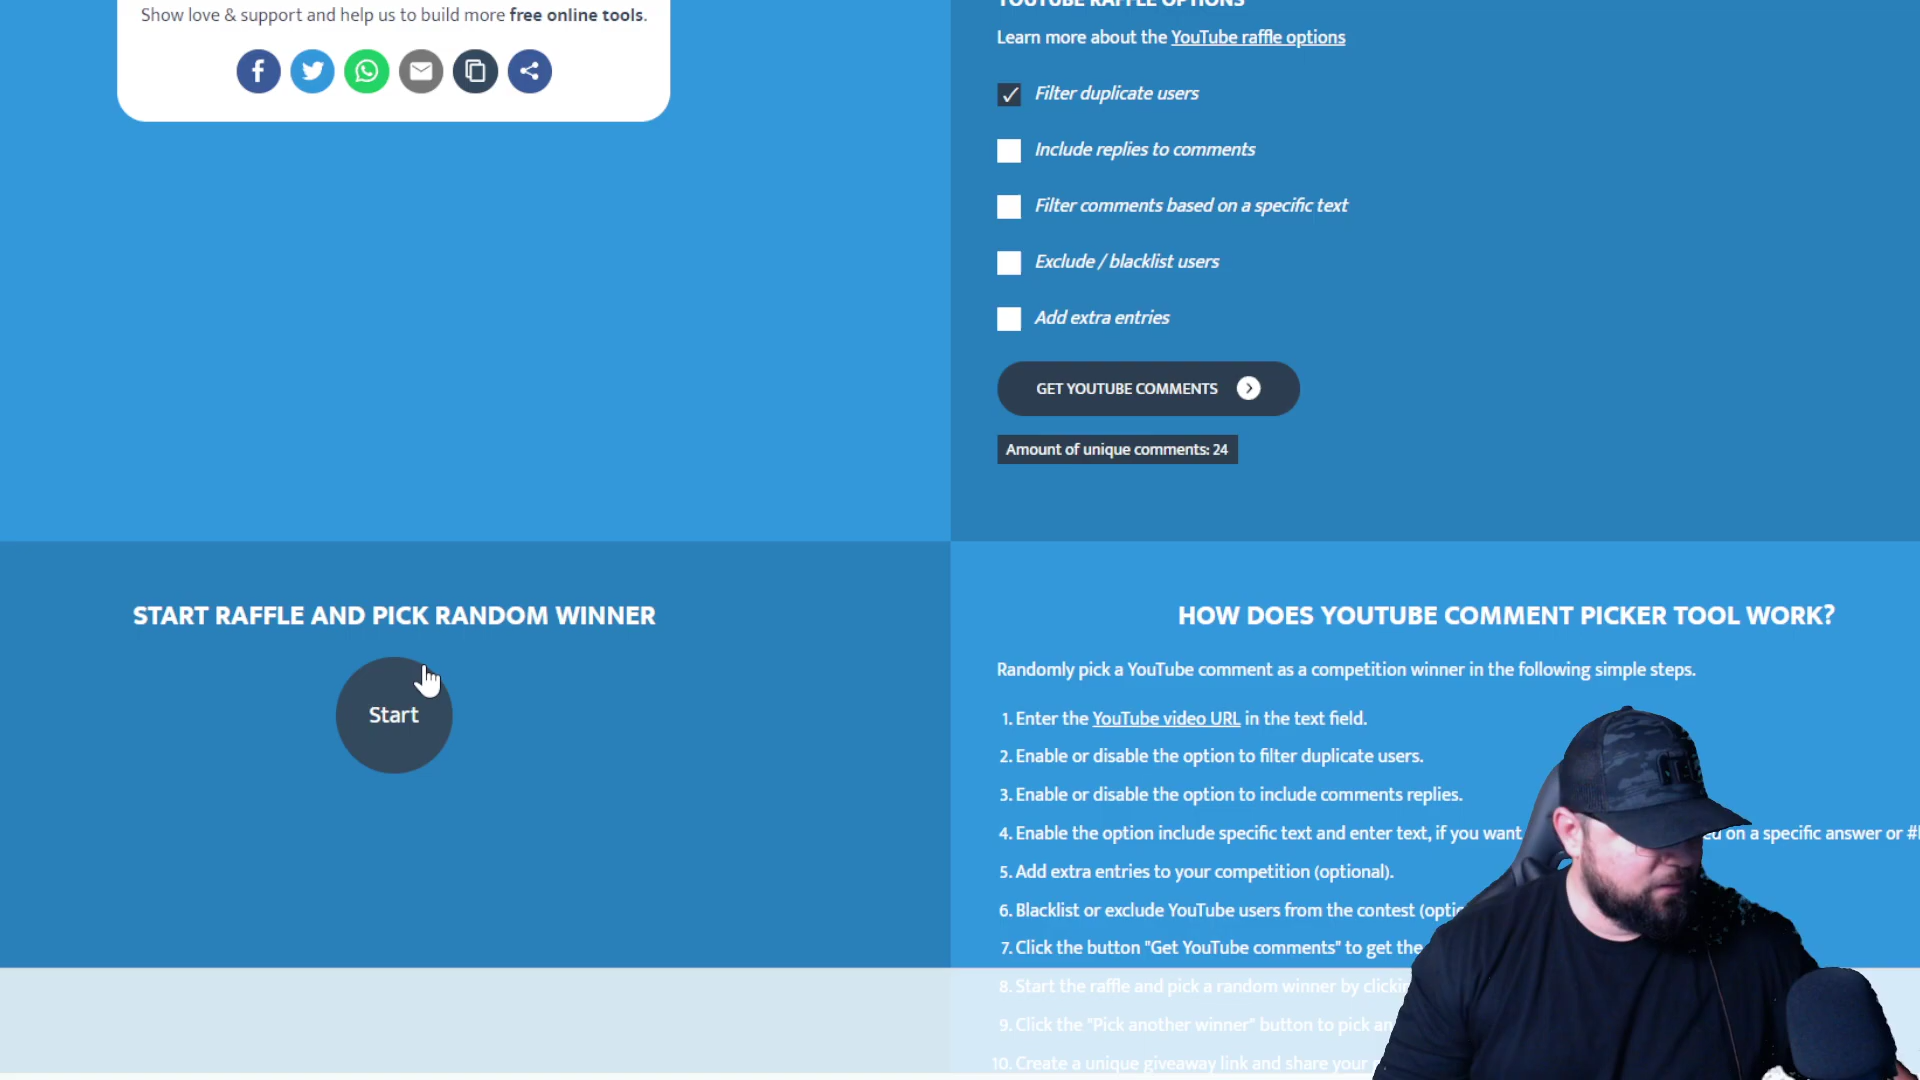 Show love & support and help us to build more free online tools.
YOUTUBE RAFFLE OPTIONS
Learn more about the YouTube raffle options
Filter duplicate users
Include replies to comments
Filter comments based on a specific text
Exclude / blacklist users
Add extra entries
GET YOUTUBE COMMENTS
Amount of unique comments: 24
START RAFFLE AND PICK RANDOM WINNER
Start
HOW DOES YOUTUBE COMMENT PICKER TOOL WORK?
Randomly pick a YouTube comment as a competition winner in the following simple steps.
1. Enter the YouTube video URL in the text field.
2. Enable or disable the option to filter duplicate users.
3. Enable or disable the option to include comments replies.
4. Enable the option include specific text and enter text, if you want on a specific answer or
5. Add extra entries to your competition (optional).
6. Blacklist or exclude YouTube users from the contest
7. Click the button "Get YouTube comments" to get the
8. Start the raffle and pick a random winner by
9. Click the "Pick another winner" button to pick
10. Create a unique giveaway link and share your